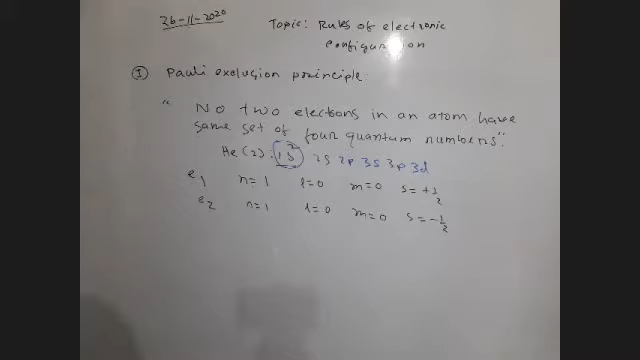 26-11-2020
Topic: Rules of electronic
configuration
① Pauli exclusion principle:
" No two electrons in an atom have
same set of four quantum numbers".
He (2): 1s² 2s 2p 3s 3p 3d
e1 n=1 l=0 m=0 s=+1/2
e2 n=1 l=0 m=0 s=-1/2